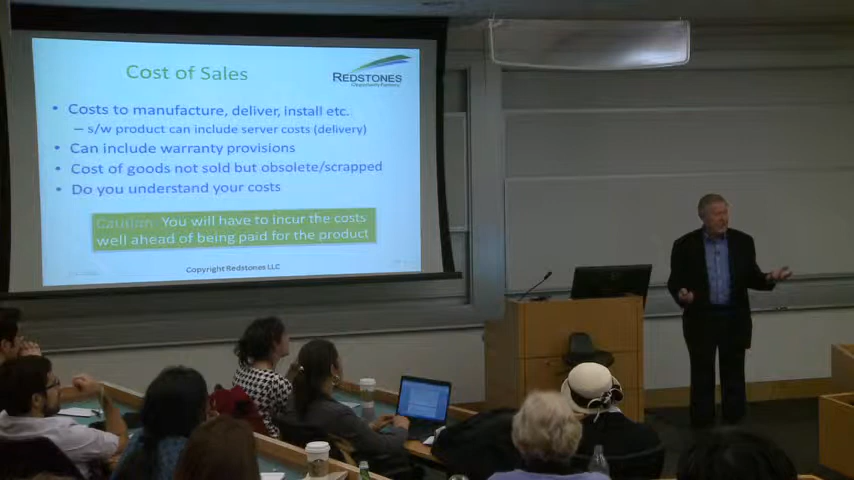 Cost of Sales
REDSTONES
Opportunity Partners
• Costs to manufacture, deliver, install etc.
– s/w product can include server costs (delivery)
• Can include warranty provisions
• Cost of goods not sold but obsolete/scrapped
• Do you understand your costs
Caution You will have to incur the costs
well ahead of being paid for the product
Copyright Redstones LLC